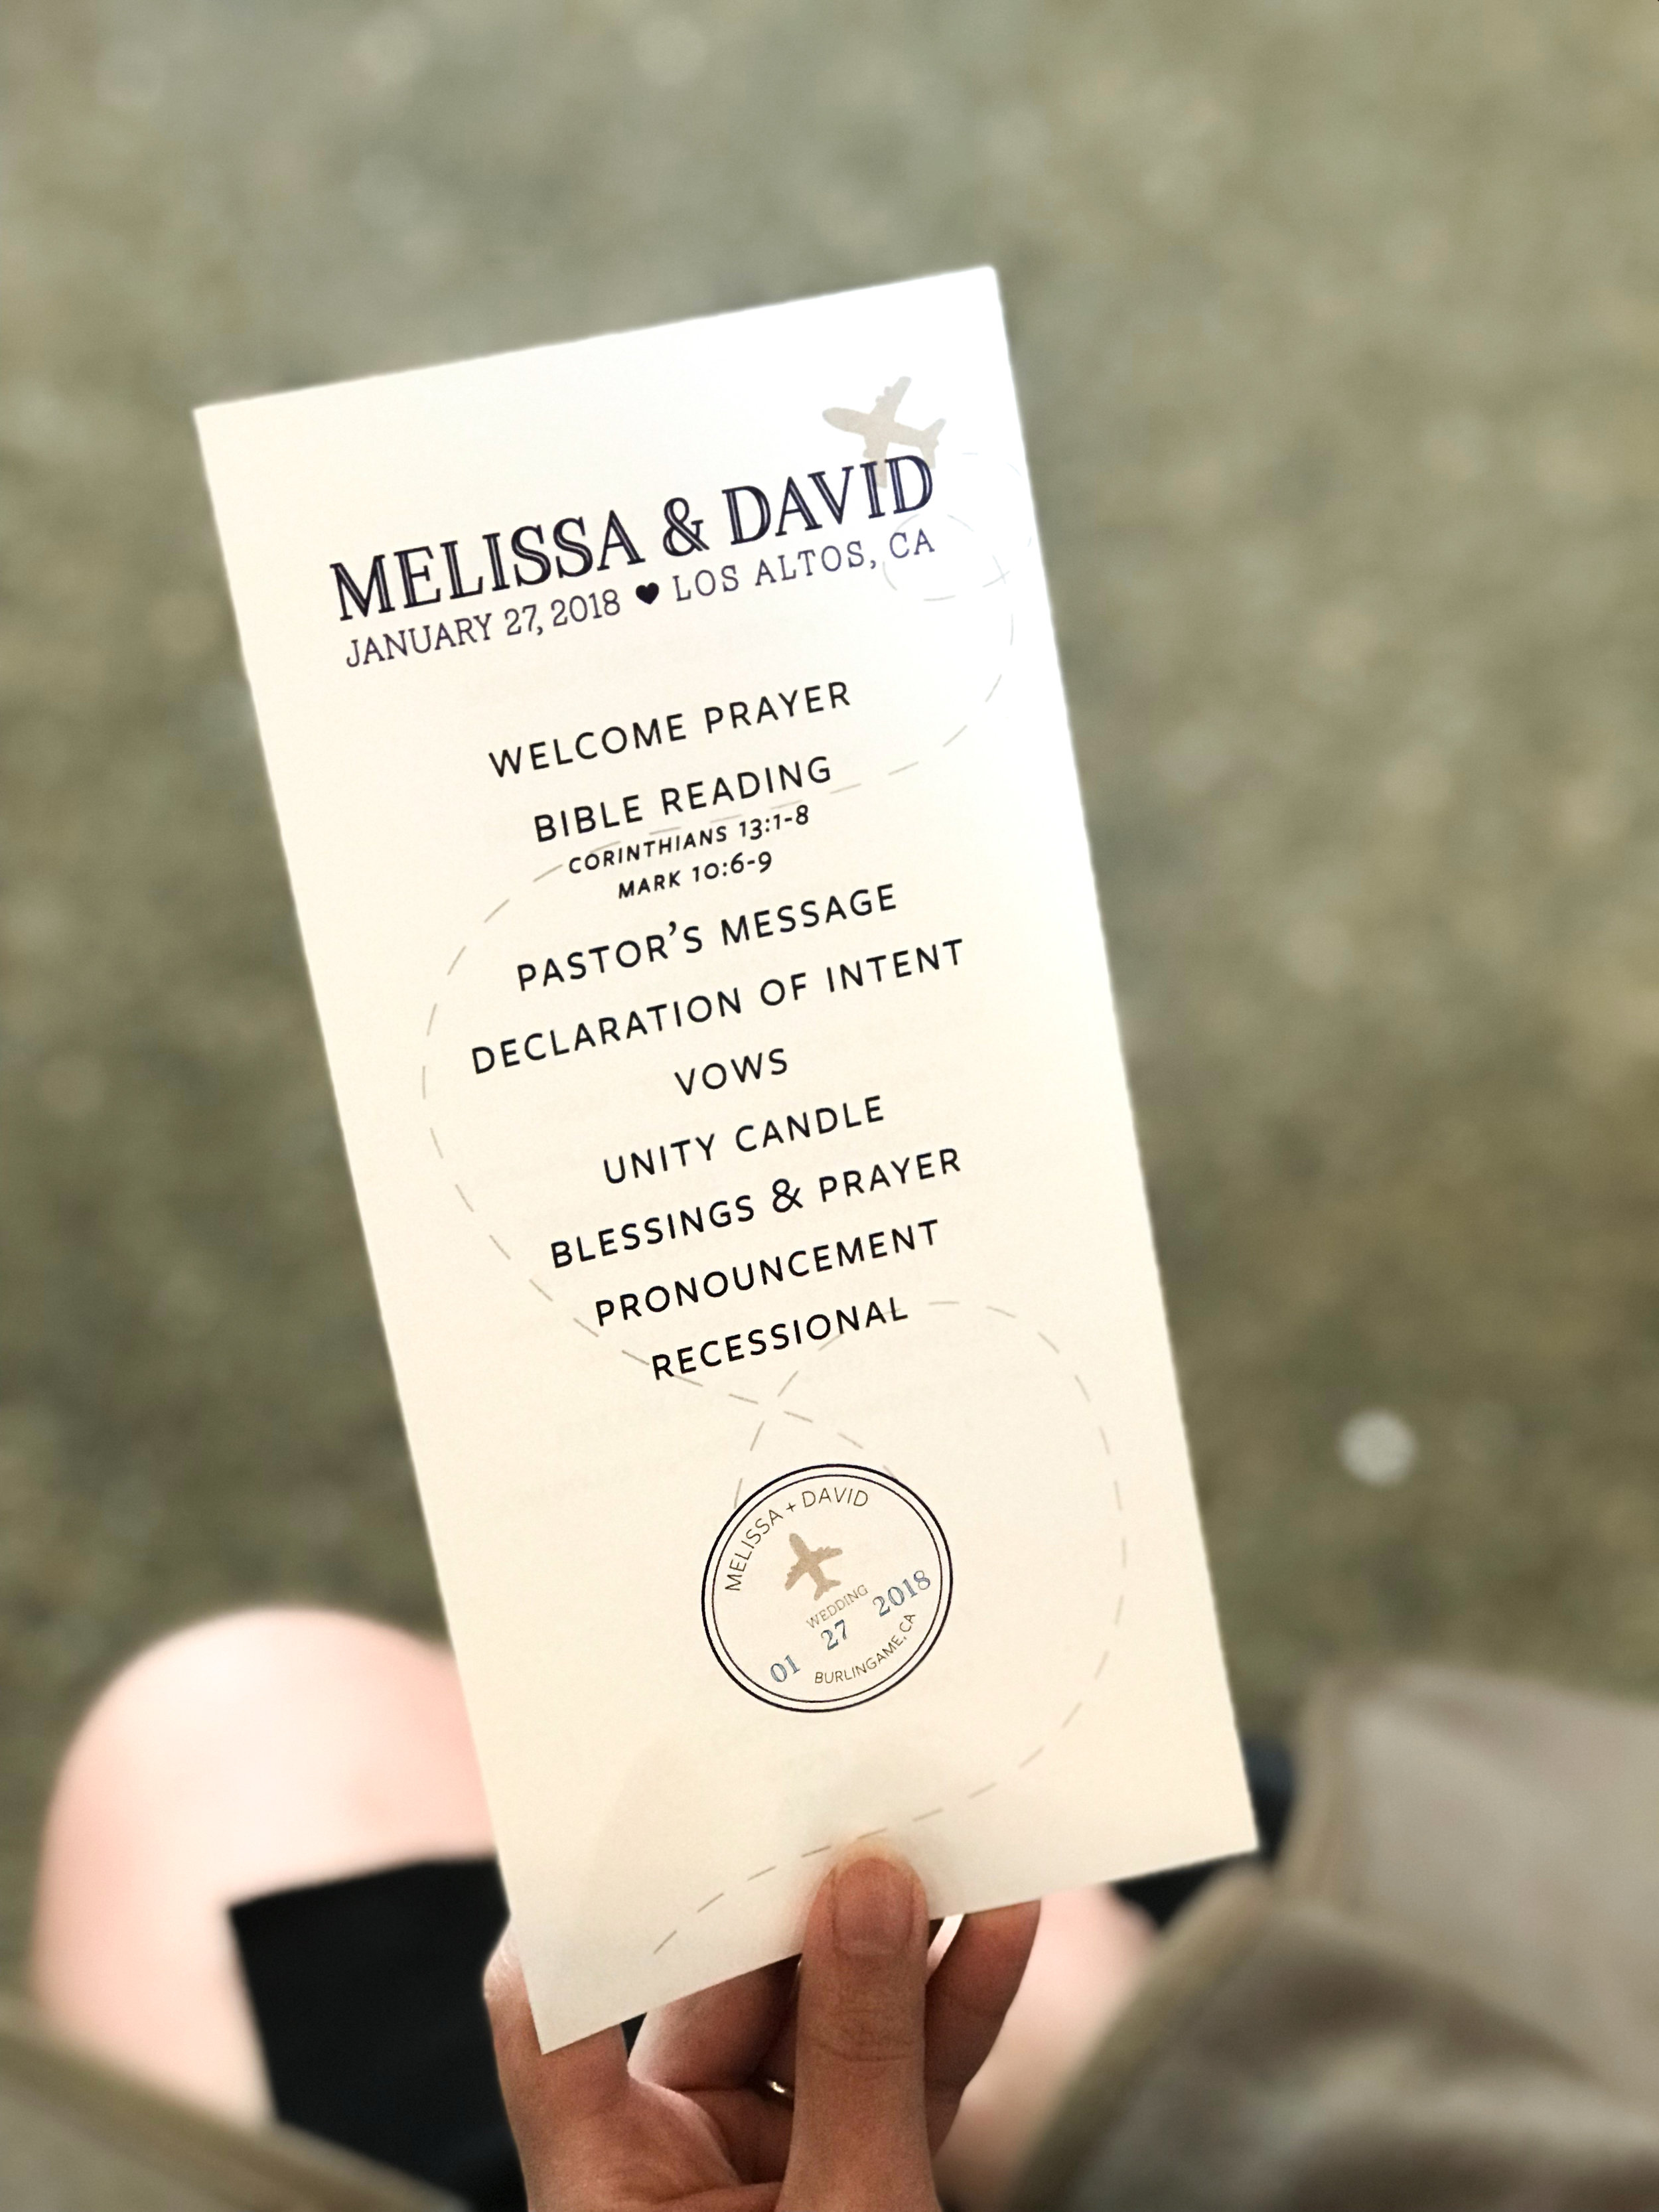 MELISSA & DAVID
JANUARY 27, 2018 ♥ LOS ALTOS, CA
WELCOME PRAYER
BIBLE READING
CORINTHIANS 13:1-8
MARK 10:6-9
PASTOR'S MESSAGE
DECLARATION OF INTENT
VOWS
UNITY CANDLE
BLESSINGS & PRAYER
PRONOUNCEMENT
RECESSIONAL
MELISSA + DAVID
WEDDING
01 27 2018
BURLINGAME, CA